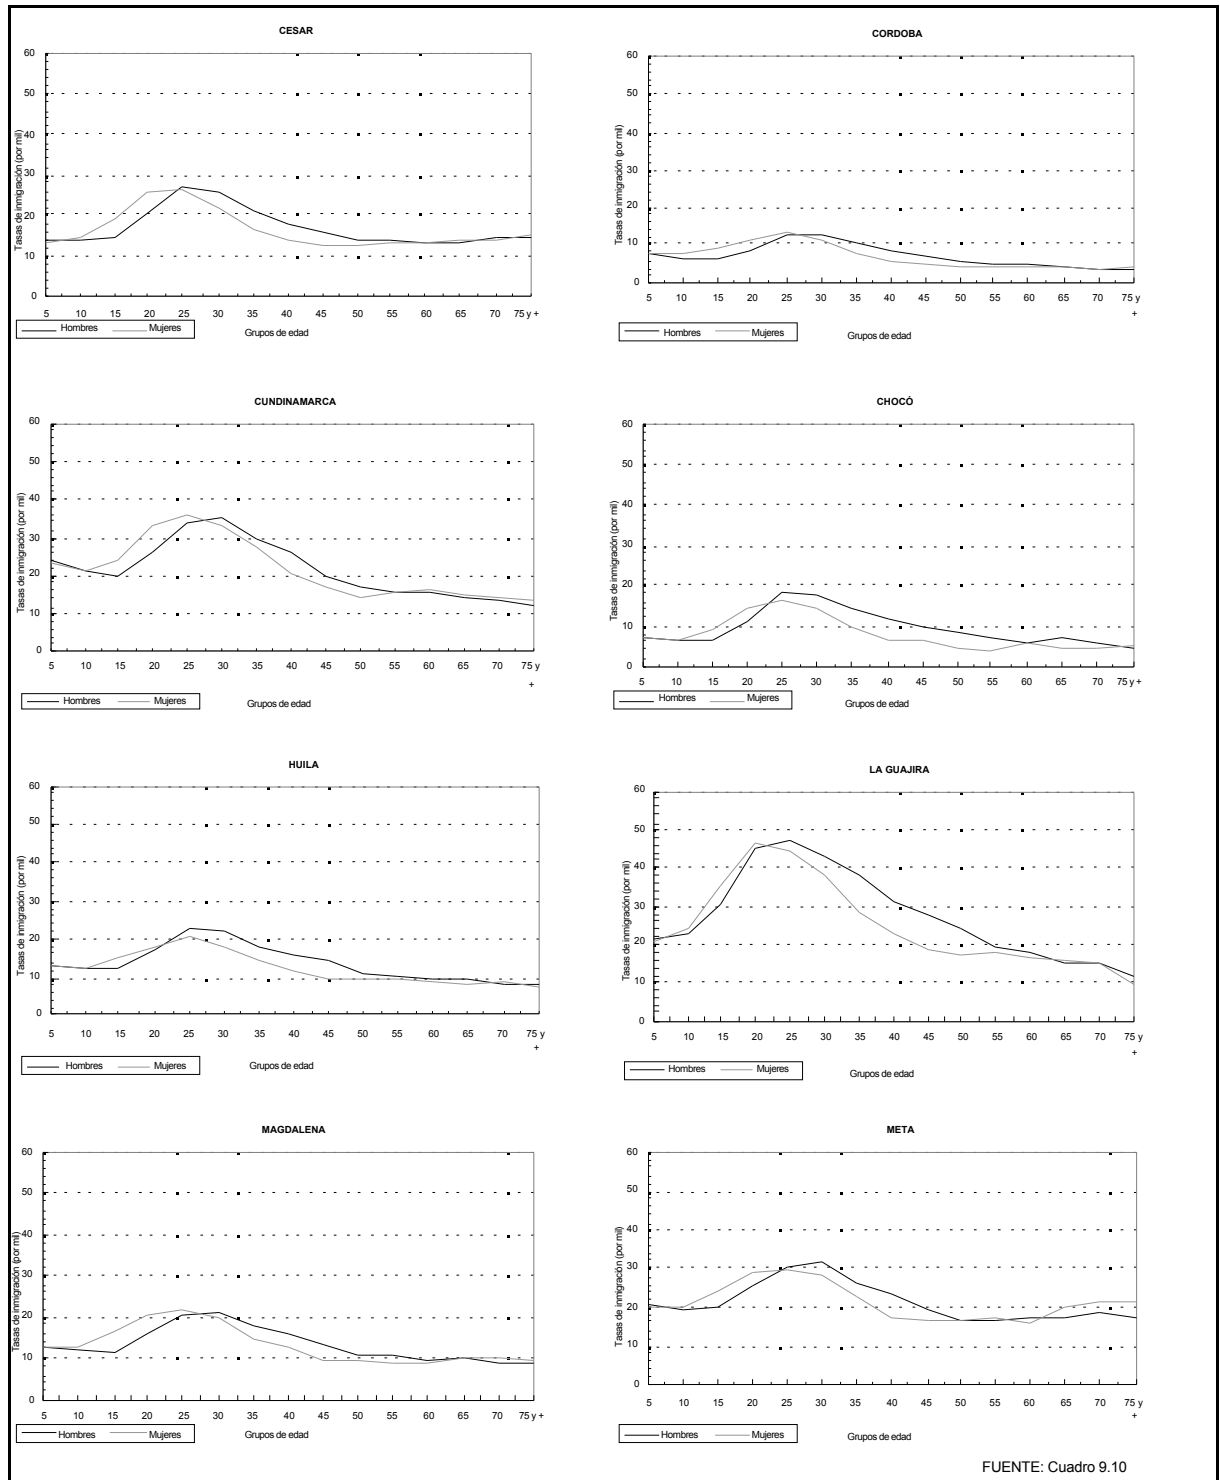 CESAR
60
50
40
30
20
10
0
Tasas de inmigración (por mil)
5 10 15 20 25 30 35 40 45 50 55 60 65 70 75 y +
Hombres Mujeres
Grupos de edad
CORDOBA
60
50
40
30
20
10
0
Tasas de inmigración (por mil)
5 10 15 20 25 30 35 40 45 50 55 60 65 70 75 y
+
Hombres Mujeres
Grupos de edad
CUNDINAMARCA
60
50
40
30
20
10
0
Tasas de inmigración (por mil)
5 10 15 20 25 30 35 40 45 50 55 60 65 70 75 y
+
Hombres Mujeres
Grupos de edad
CHOCÓ
60
50
40
30
20
10
0
Tasas de inmigración (por mil)
5 10 15 20 25 30 35 40 45 50 55 60 65 70 75 y +
Hombres Mujeres
Grupos de edad
HUILA
60
50
40
30
20
10
0
Tasas de inmigración (por mil)
5 10 15 20 25 30 35 40 45 50 55 60 65 70 75 y
+
Hombres Mujeres
Grupos de edad
LA GUAJIRA
60
50
40
30
20
10
0
Tasas de inmigración (por mil)
5 10 15 20 25 30 35 40 45 50 55 60 65 70 75 y
+
Hombres Mujeres
Grupos de edad
MAGDALENA
60
50
40
30
20
10
0
Tasas de inmigración (por mil)
5 10 15 20 25 30 35 40 45 50 55 60 65 70 75 y +
Hombres Mujeres
Grupos de edad
META
60
50
40
30
20
10
0
Tasas de inmigración (por mil)
5 10 15 20 25 30 35 40 45 50 55 60 65 70 75 y
+
Hombres Mujeres
Grupos de edad
FUENTE: Cuadro 9.10